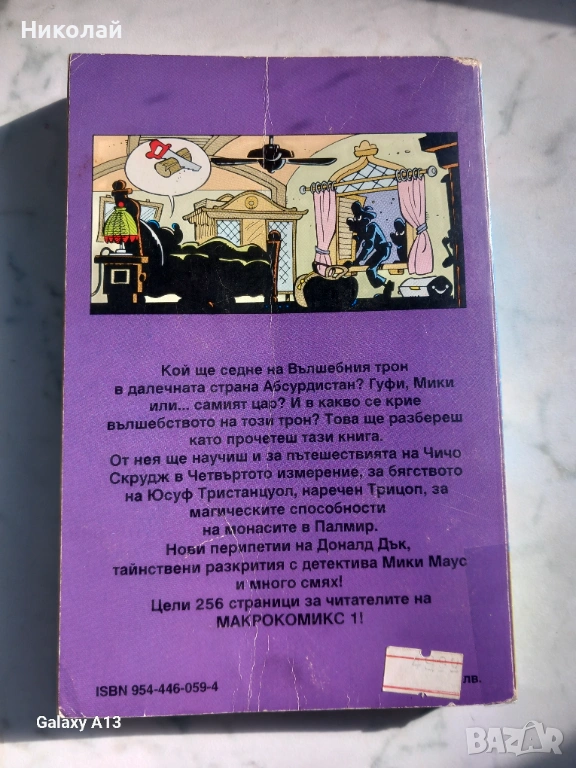 Николай
Кой ще седне на Вълшебния трон
в далечната страна Абсурдистан? Гуфи, Мики
или... самият цар? И в какво се крие
вълшебството на този трон? Това ще разбереш
като прочетеш тази книга.
От нея ще научиш и за пътешествията на Чичо
Скрудж в Четвъртото измерение, за бягството
на Юсуф Тристанцуол, наречен Трицоп, за
магическите способности
на монасите в Палмир.
Нови перипетии на Доналд Дък,
тайнствени разкрития с детектива Мики Маус
и много смях!
Цели 256 страници за читателите на
МАКРОКОМИКС 1!
ISBN 954-446-059-4
лв.
Galaxy A13
BAZAR